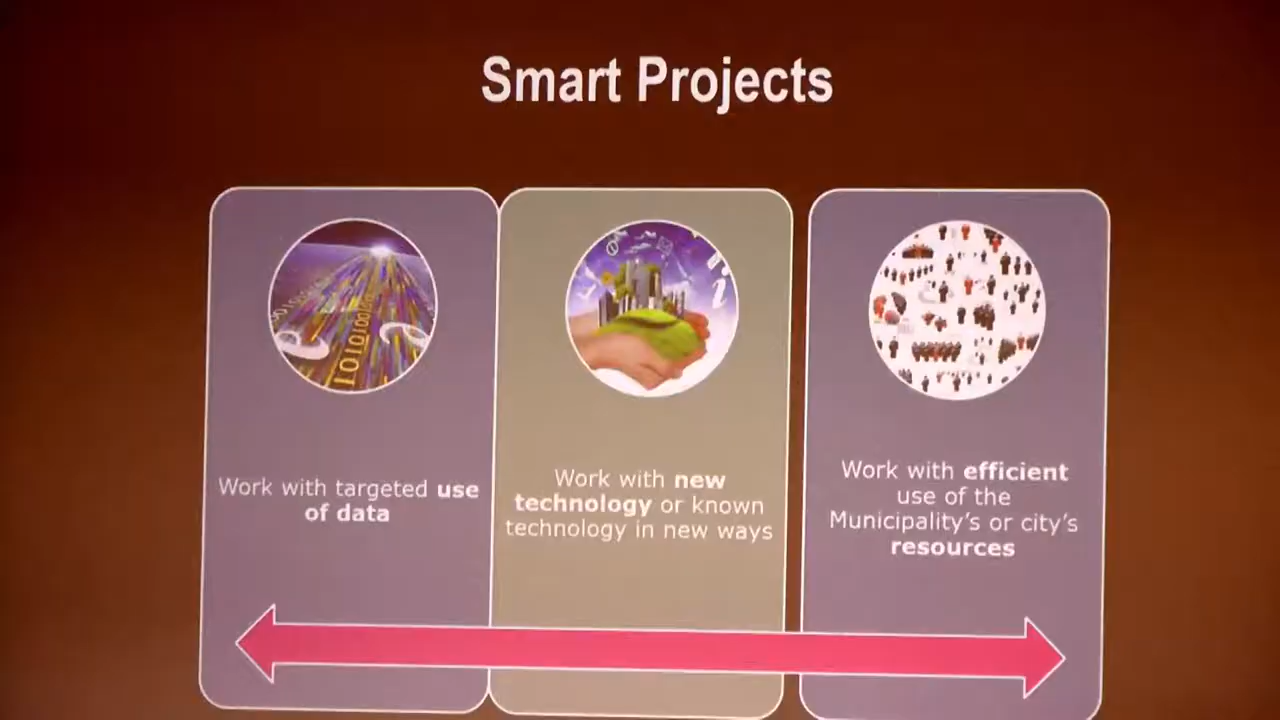 Smart Projects
Work with targeted use
of data
Work with new
technology or known
technology in new ways
Work with efficient
use of the
Municipality's or city's
resources